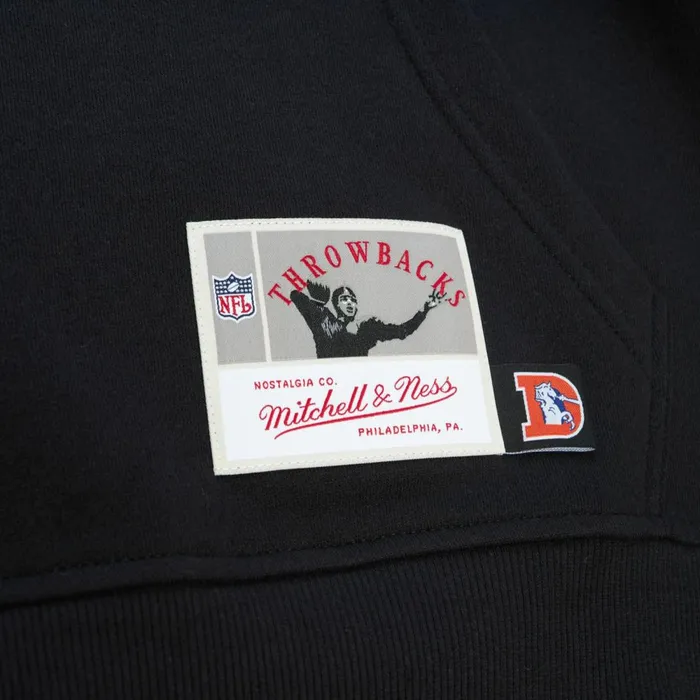 THROWBACKS
NFL
NOSTALGIA CO.
Mitchell & Ness
PHILADELPHIA, PA.
D